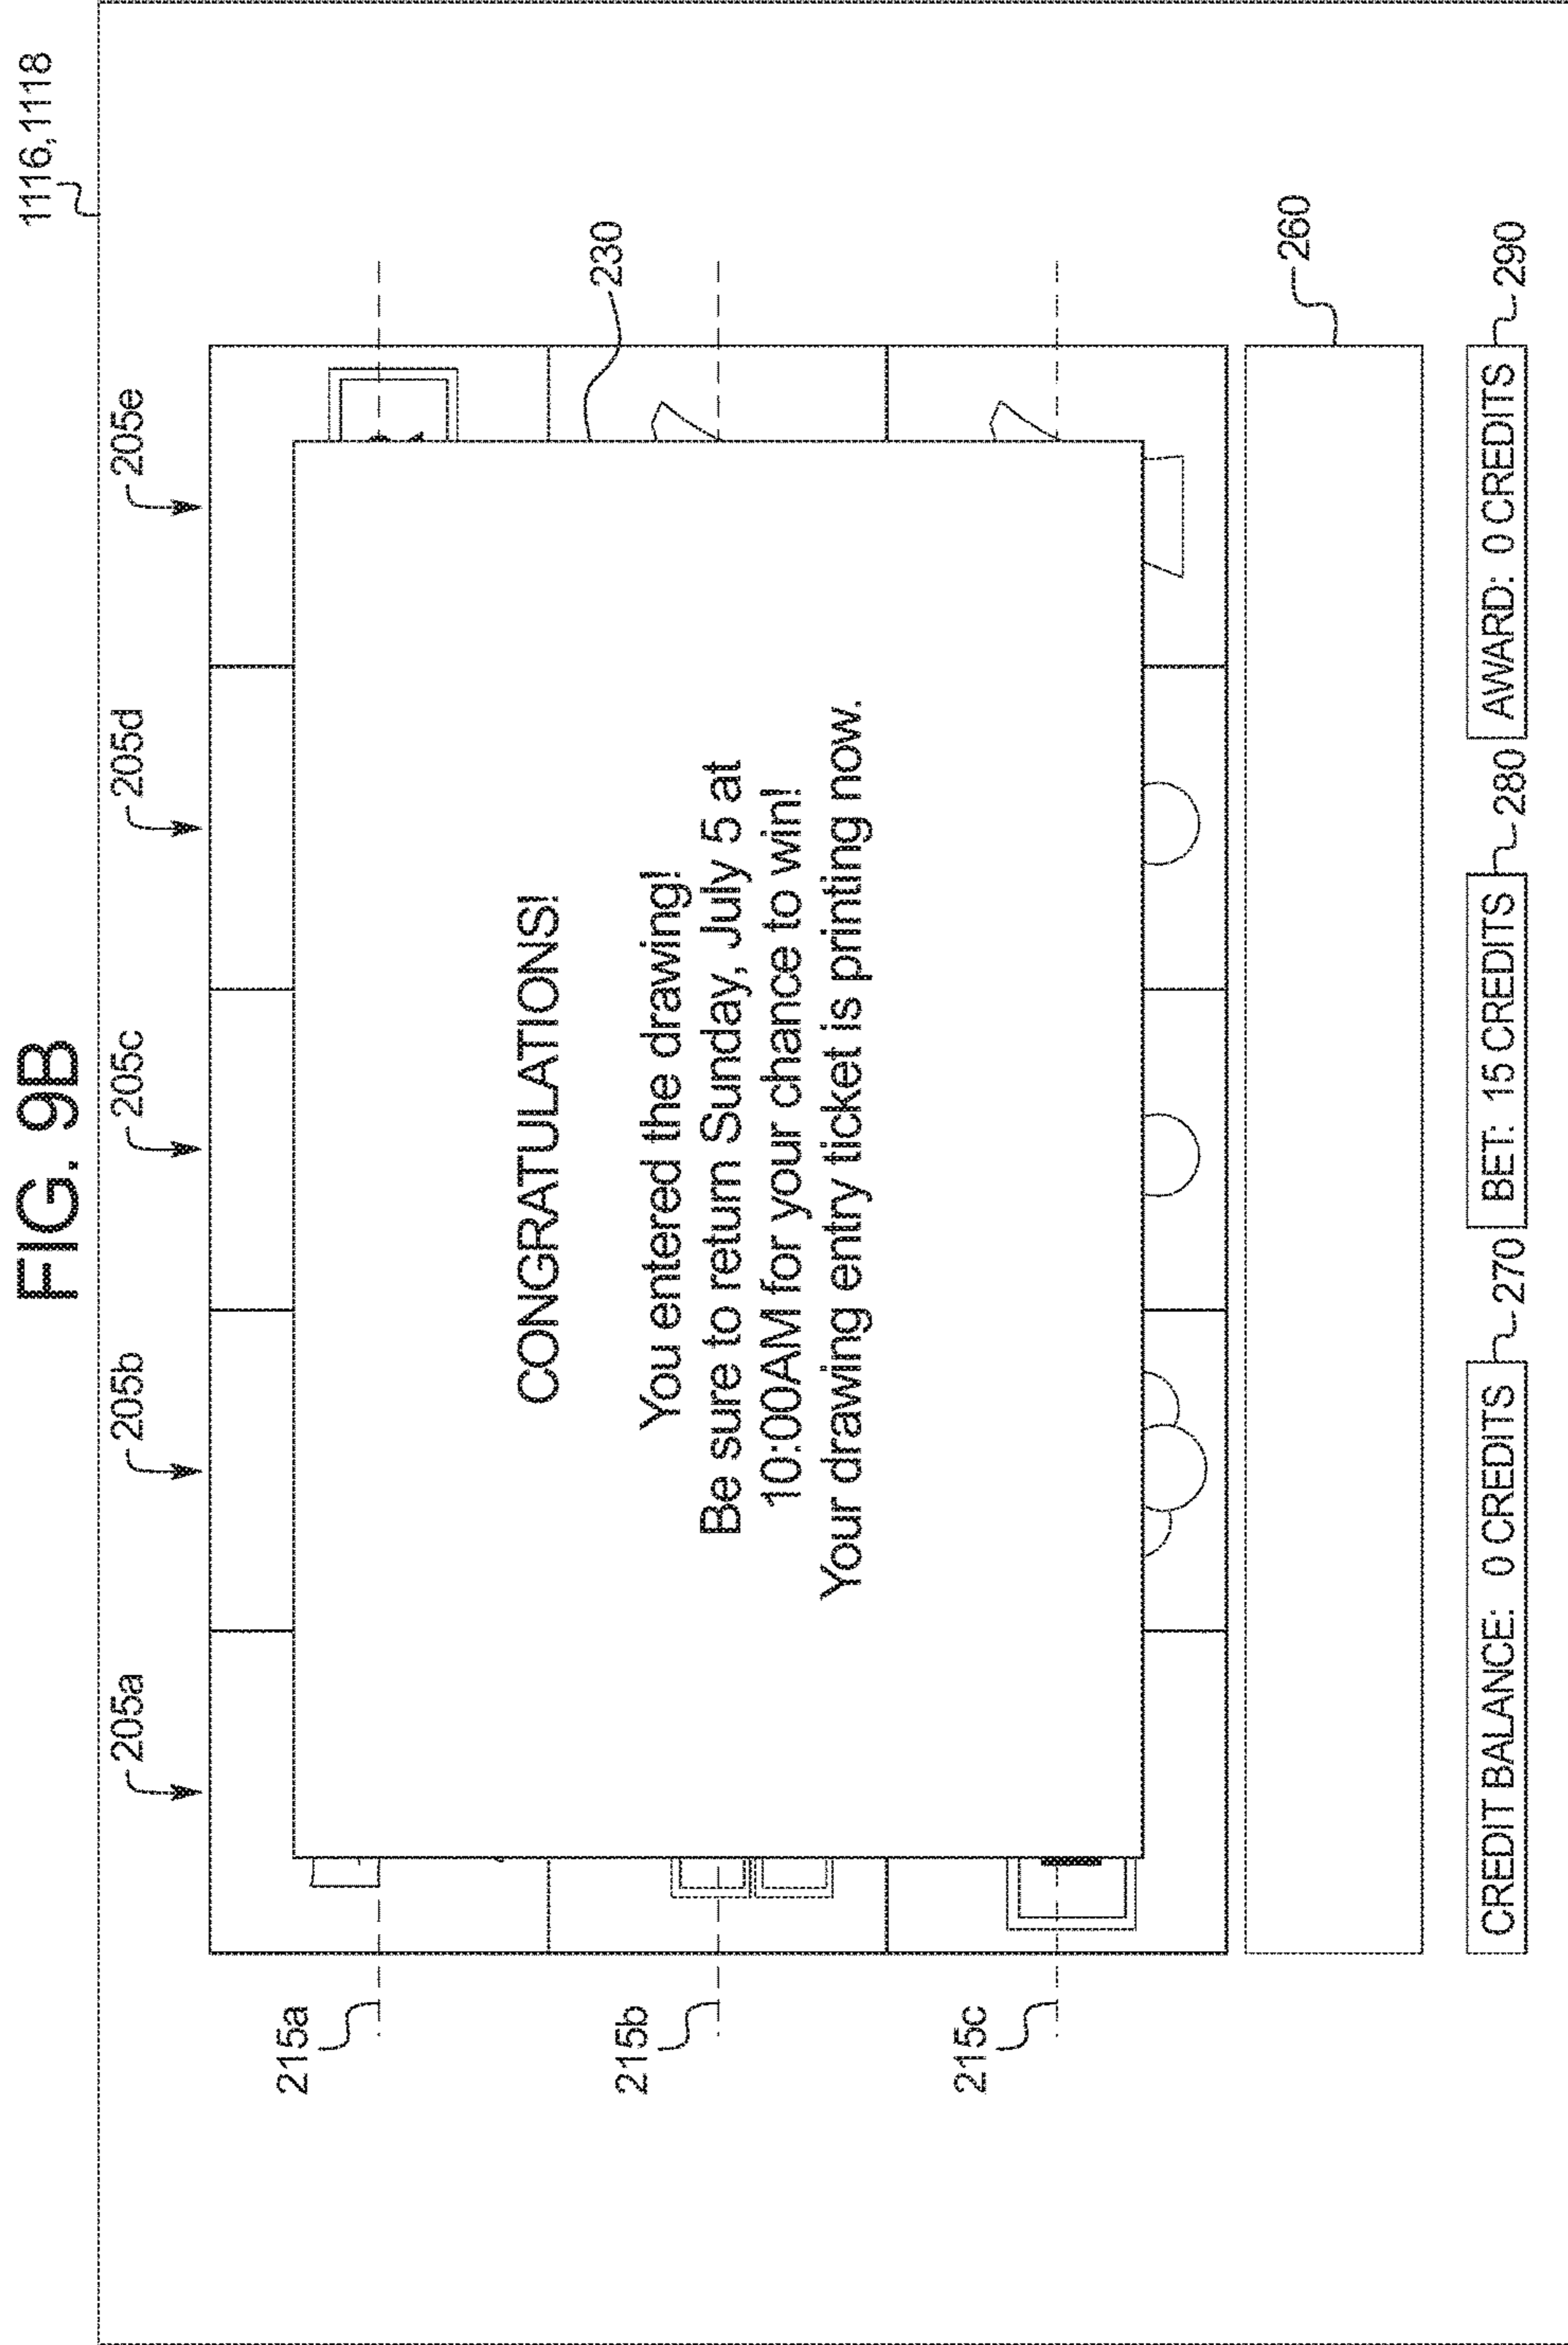 FIG. 9B
1116,1118
205a 205b 205c 205d 205e
215a
CONGRATULATIONS!
230
You entered the drawing!
215b
Be sure to return Sunday, July 5 at
10:00AM for your chance to win!
Your drawing entry ticket is printing now.
215c
260
CREDIT BALANCE: 0 CREDITS 270 BET: 15 CREDITS 280 AWARD: 0 CREDITS 290